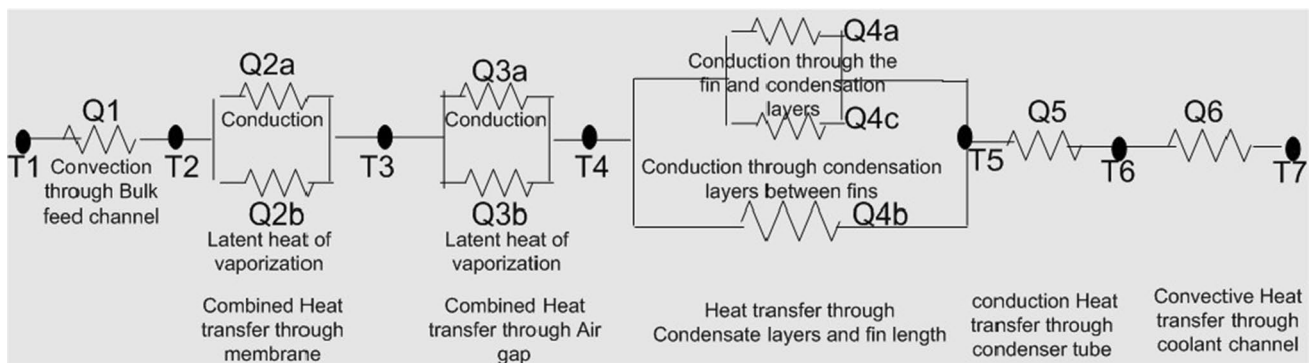 Q1
T1
Convection
through Bulk
feed channel
T2
Q2a
Conduction
Q2b
Latent heat of
vaporization
Combined Heat
transfer through
membrane
T3
Q3a
Conduction
Q3b
Latent heat of
vaporization
Combined Heat
transfer through Air
gap
T4
Q4a
Conduction through the
fin and condensation
layers
Q4c
Conduction through condensation
layers between fins
Q4b
Heat transfer through
Condensate layers and fin length
T5
Q5
conduction Heat
transfer through
condenser tube
T6
Q6
Convective Heat
transfer through
coolant channel
T7